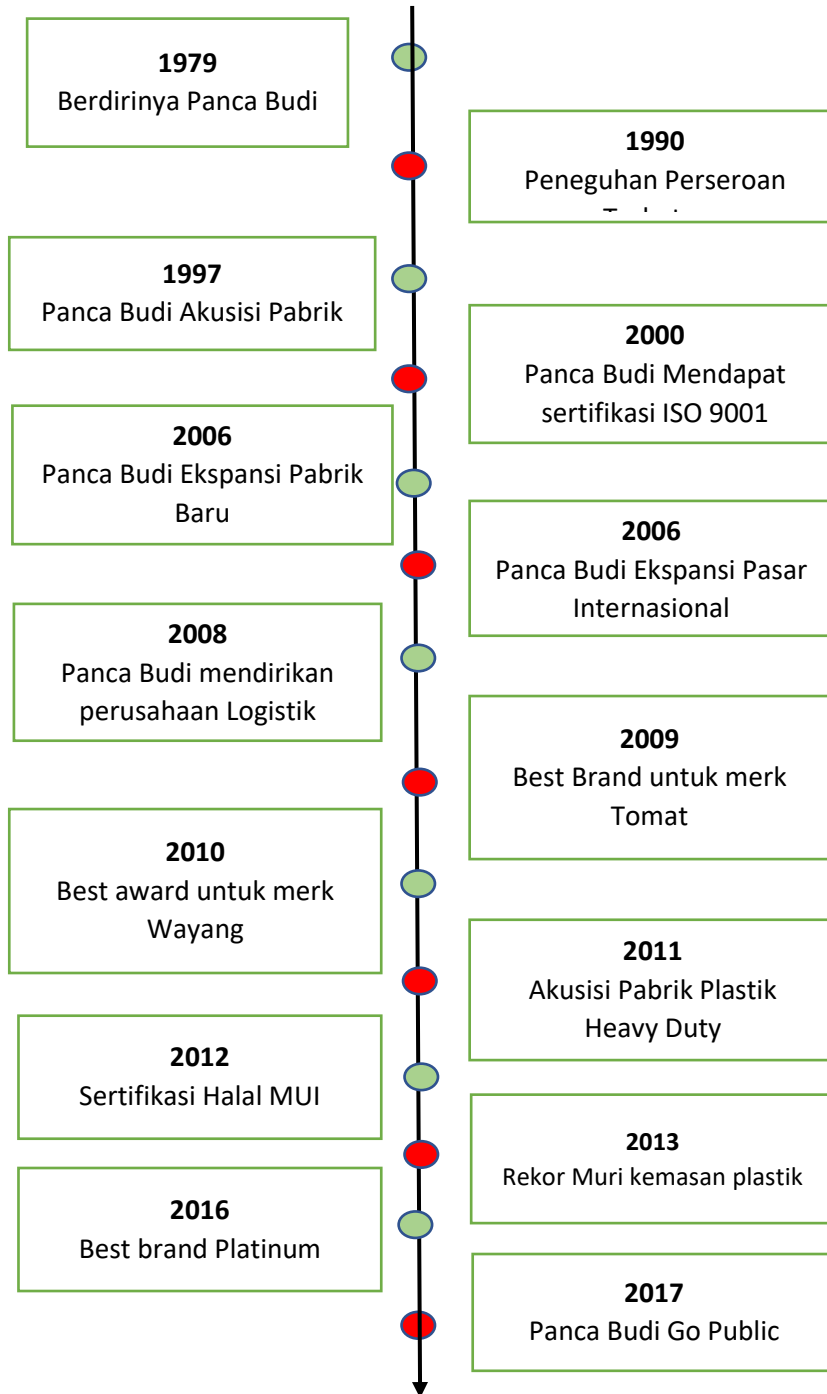 1979
Berdirinya Panca Budi
1990
Peneguhan Perseroan
1997
Panca Budi Akusisi Pabrik
2000
Panca Budi Mendapat
sertifikasi ISO 9001
2006
Panca Budi Ekspansi Pabrik
Baru
2006
Panca Budi Ekspansi Pasar
Internasional
2008
Panca Budi mendirikan
perusahaan Logistik
2009
Best Brand untuk merk
Tomat
2010
Best award untuk merk
Wayang
2011
Akusisi Pabrik Plastik
Heavy Duty
2012
Sertifikasi Halal MUI
2013
Rekor Muri kemasan plastik
2016
Best brand Platinum
2017
Panca Budi Go Public